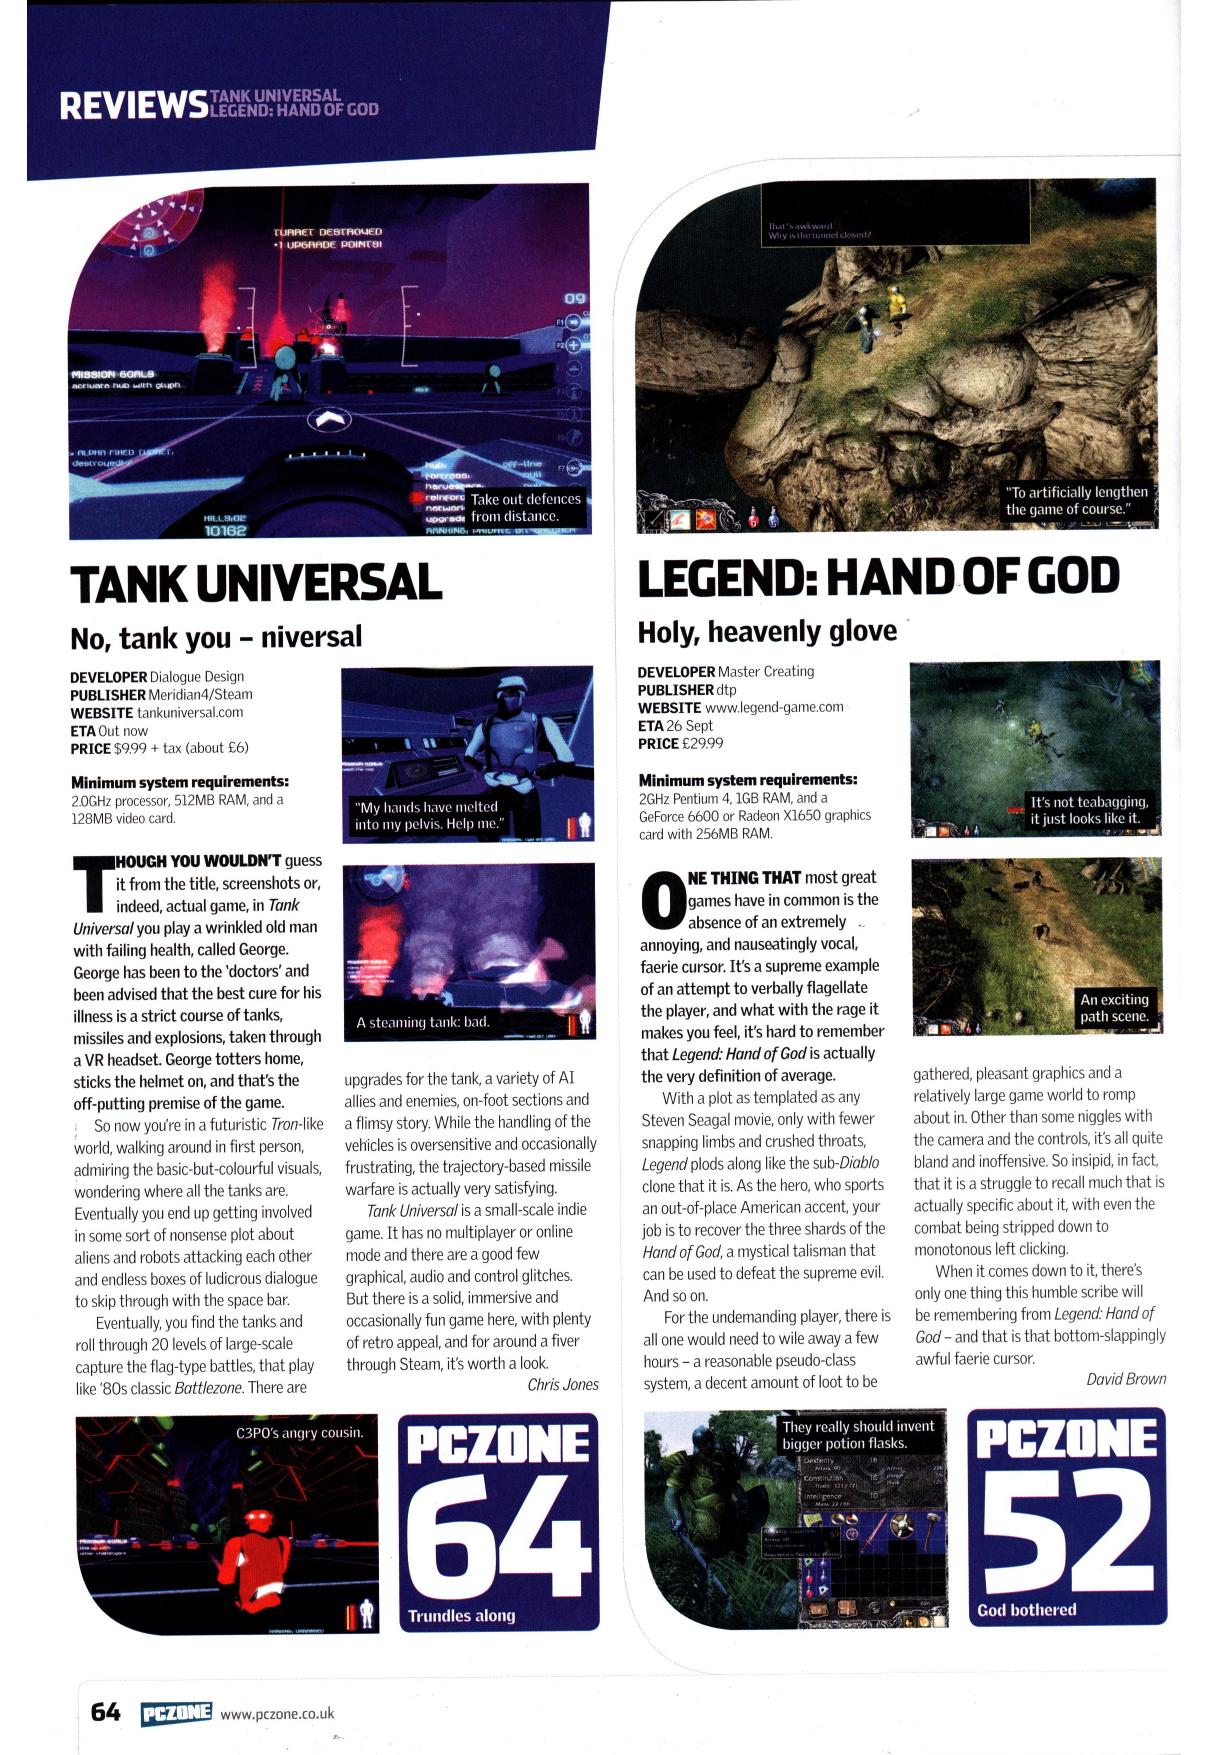 REVIEWS
TANK UNIVERSAL
LEGEND: HAND OF GOD
TURRET DESTROYED
+1 UPGRADE POINTS!
09
MISSION GOALS
activate hub with glyph
ALPHA FIXED TURRET,
destroyed!
off-line
null
HILLS:02
10162
Take out defences
from distance.
TANK UNIVERSAL
No, tank you – niversal
DEVELOPER Dialogue Design
PUBLISHER Meridian4/Steam
WEBSITE tankuniversal.com
ETA Out now
PRICE $9.99 + tax (about £6)
Minimum system requirements:
2.0GHz processor, 512MB RAM, and a
128MB video card.
"My hands have melted
into my pelvis. Help me."
A steaming tank: bad.
THOUGH YOU WOULDN'T guess
it from the title, screenshots or,
indeed, actual game, in Tank
Universal you play a wrinkled old man
with failing health, called George.
George has been to the 'doctors' and
been advised that the best cure for his
illness is a strict course of tanks,
missiles and explosions, taken through
a VR headset. George totters home,
sticks the helmet on, and that's the
off-putting premise of the game.
So now you're in a futuristic Tron-like
world, walking around in first person,
admiring the basic-but-colourful visuals,
wondering where all the tanks are.
Eventually you end up getting involved
in some sort of nonsense plot about
aliens and robots attacking each other
and endless boxes of ludicrous dialogue
to skip through with the space bar.
Eventually, you find the tanks and
roll through 20 levels of large-scale
capture the flag-type battles, that play
like '80s classic Battlezone. There are
upgrades for the tank, a variety of AI
allies and enemies, on-foot sections and
a flimsy story. While the handling of the
vehicles is oversensitive and occasionally
frustrating, the trajectory-based missile
warfare is actually very satisfying.
Tank Universal is a small-scale indie
game. It has no multiplayer or online
mode and there are a good few
graphical, audio and control glitches.
But there is a solid, immersive and
occasionally fun game here, with plenty
of retro appeal, and for around a fiver
through Steam, it's worth a look.
Chris Jones
C3PO's angry cousin.
PCZONE
64
Trundles along
That's awkward.
Why is the tunnel closed?
"To artificially lengthen
the game of course."
LEGEND: HAND OF GOD
Holy, heavenly glove
DEVELOPER Master Creating
PUBLISHER dtp
WEBSITE www.legend-game.com
ETA 26 Sept
PRICE £29.99
Minimum system requirements:
2GHz Pentium 4, 1GB RAM, and a
GeForce 6600 or Radeon X1650 graphics
card with 256MB RAM.
It's not teabagging,
it just looks like it.
An exciting
path scene.
ONE THING THAT most great
games have in common is the
absence of an extremely
annoying, and nauseatingly vocal,
faerie cursor. It's a supreme example
of an attempt to verbally flagellate
the player, and what with the rage it
makes you feel, it's hard to remember
that Legend: Hand of God is actually
the very definition of average.
With a plot as templated as any
Steven Seagal movie, only with fewer
snapping limbs and crushed throats,
Legend plods along like the sub-Diablo
clone that it is. As the hero, who sports
an out-of-place American accent, your
job is to recover the three shards of the
Hand of God, a mystical talisman that
can be used to defeat the supreme evil.
And so on.
For the undemanding player, there is
all one would need to wile away a few
hours – a reasonable pseudo-class
system, a decent amount of loot to be
gathered, pleasant graphics and a
relatively large game world to romp
about in. Other than some niggles with
the camera and the controls, it's all quite
bland and inoffensive. So insipid, in fact,
that it is a struggle to recall much that is
actually specific about it, with even the
combat being stripped down to
monotonous left clicking.
When it comes down to it, there's
only one thing this humble scribe will
be remembering from Legend: Hand of
God – and that is that bottom-slappingly
awful faerie cursor.
David Brown
They really should invent
bigger potion flasks.
Dexterity
Constitution
Intelligence
PCZONE
52
God bothered
64 PCZONE www.pczone.co.uk